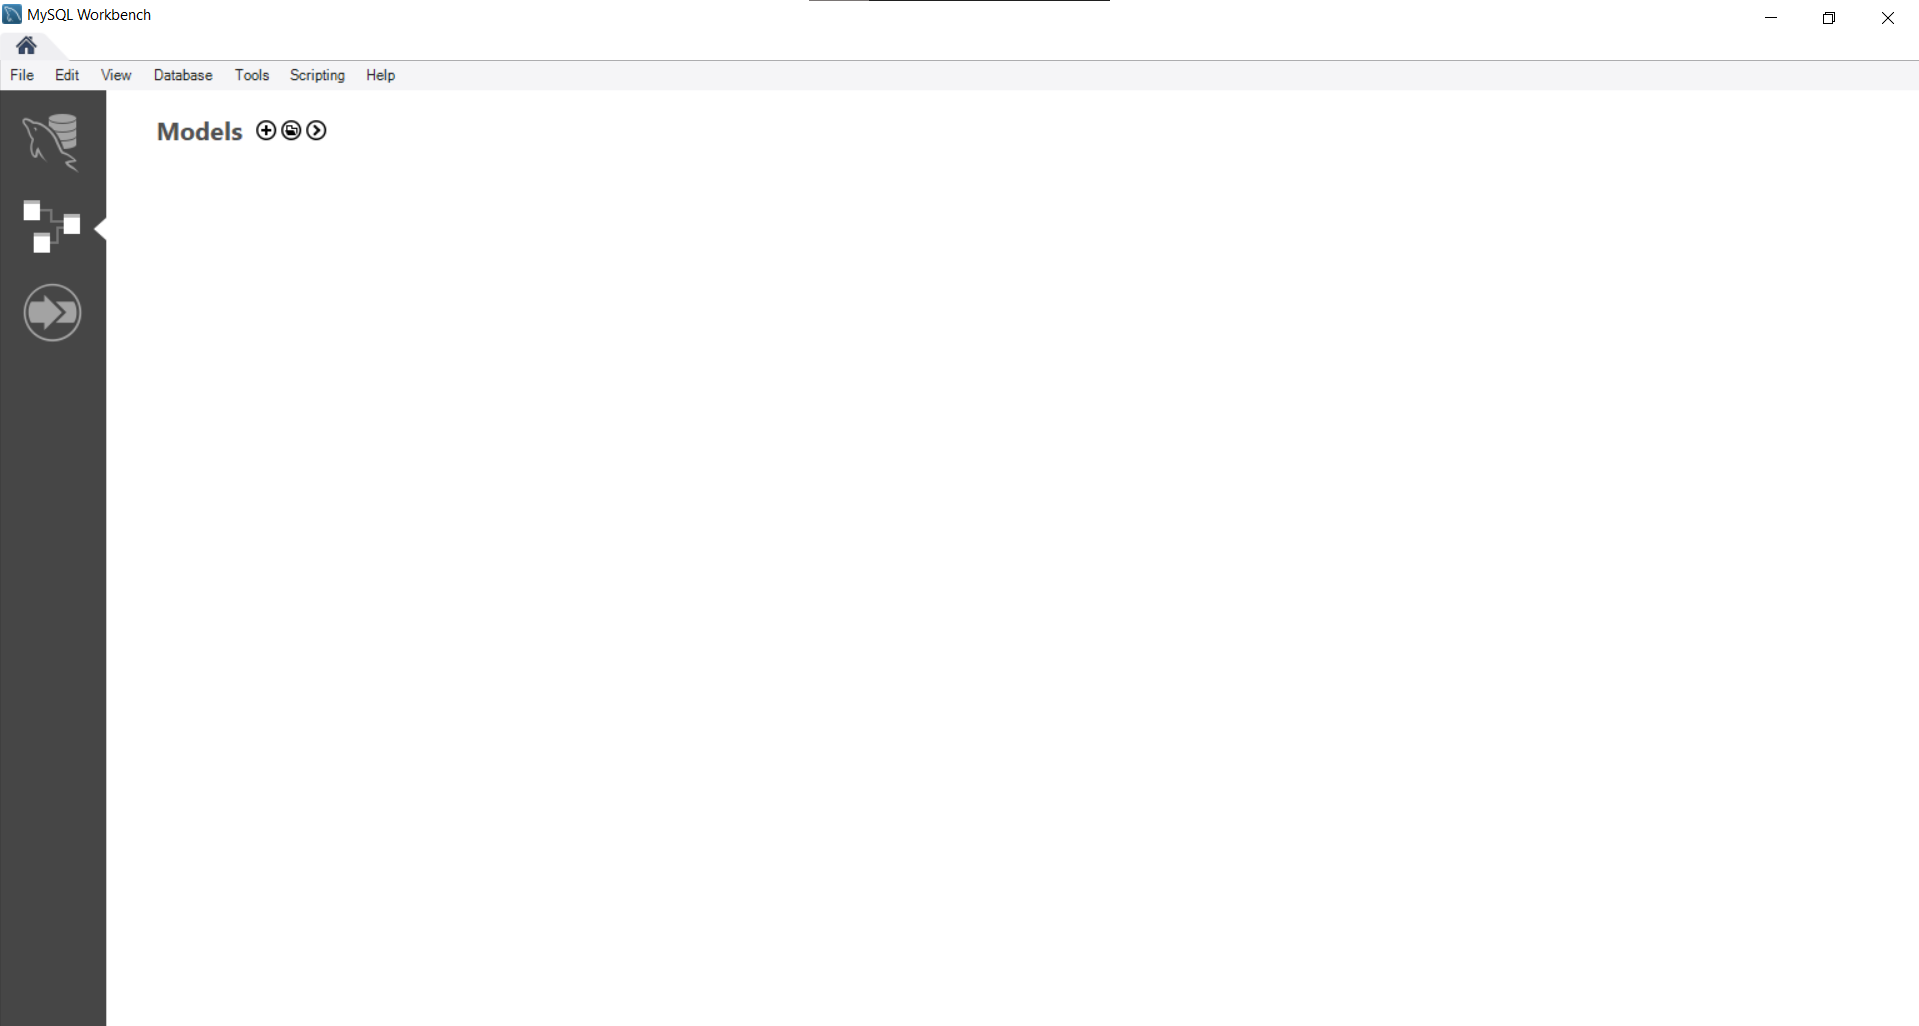 MySQL Workbench
File Edit View Database Tools Scripting Help
Models